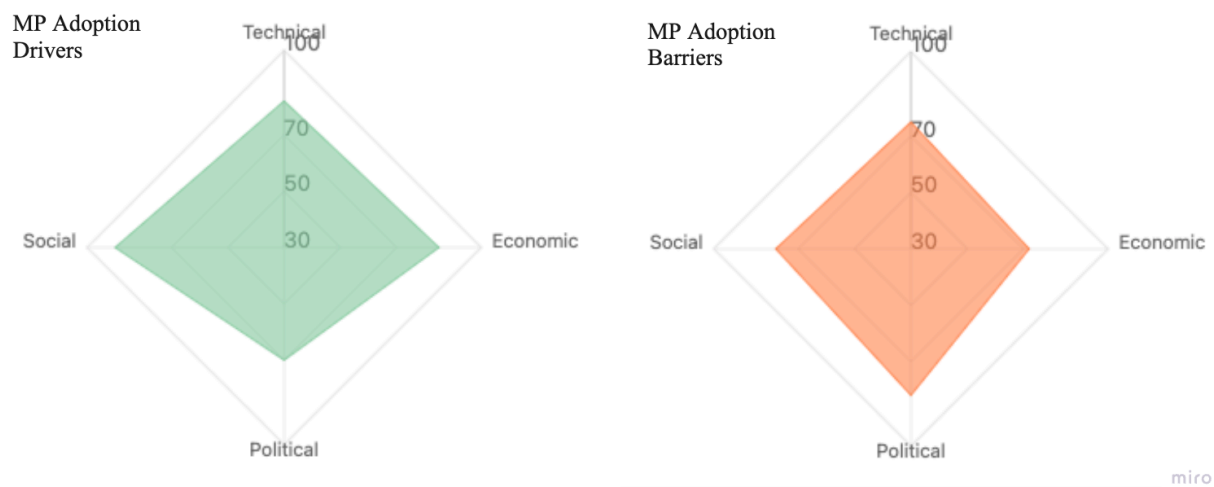 MP Adoption
Drivers
Technical
100
70
50
30
Social
Economic
Political
MP Adoption
Barriers
Technical
100
70
50
30
Social
Economic
Political
miro